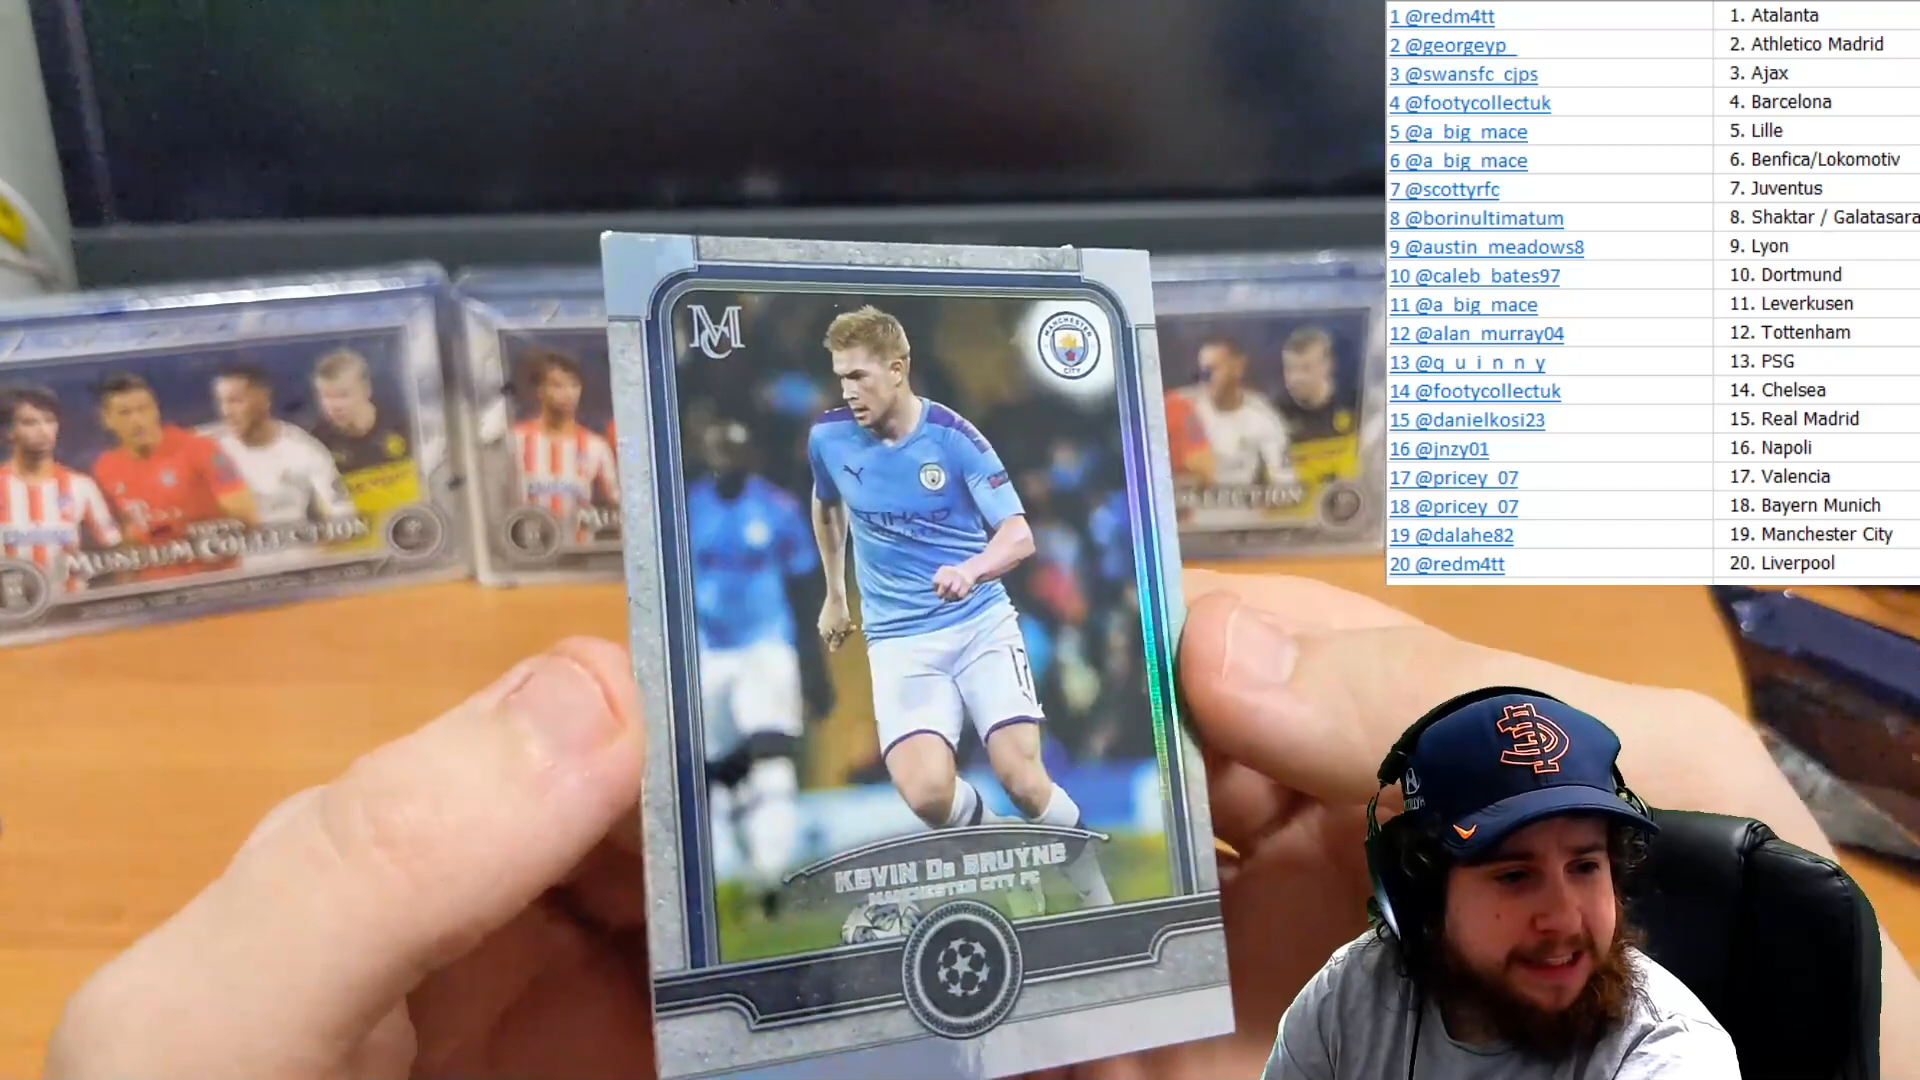 1 @redm4tt 1. Atalanta
2 @georgeyp_ 2. Athletico Madrid
3 @swansfc_cjps 3. Ajax
4 @footycollectuk 4. Barcelona
5 @a_big_mace 5. Lille
6 @a_big_mace 6. Benfica/Lokomotiv
7 @scottyrfc 7. Juventus
8 @borinultimatum 8. Shaktar / Galatasara
9 @austin_meadows8 9. Lyon
10 @caleb_bates97 10. Dortmund
11 @a_big_mace 11. Leverkusen
12 @alan_murray04 12. Tottenham
13 @q_u_i_n_n_y 13. PSG
14 @footycollectuk 14. Chelsea
15 @danielkosi23 15. Real Madrid
16 @jnzy01 16. Napoli
17 @pricey_07 17. Valencia
18 @pricey_07 18. Bayern Munich
19 @dalahe82 19. Manchester City
20 @redm4tt 20. Liverpool
MC
MANCHESTER
CITY
ETIHAD
17
KEVIN De BRUYNE
MANCHESTER CITY FC
MUSEUM COLLECTION